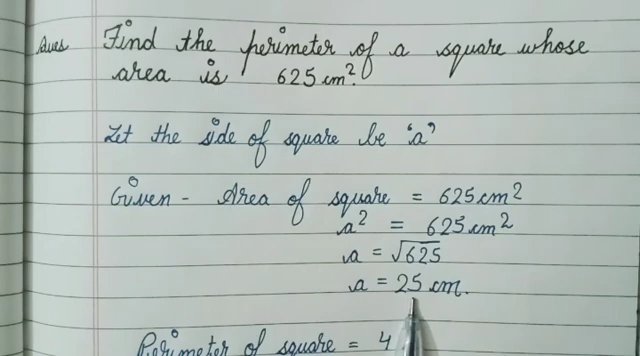 Ques Find the perimeter of a square whose
area is 625 cm².
Let the side of square be 'a'
Given - Area of square = 625 cm²
a² = 625 cm²
a = √625
a = 25 cm.
Perimeter of square = 4